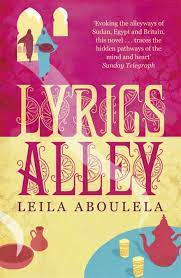 'Evoking the alleyways of
Sudan, Egypt and Britain,
this novel ... traces the
hidden pathways of the
mind and heart'
Sunday Telegraph
LYRICS
ALLEY
LEILA ABOULELA